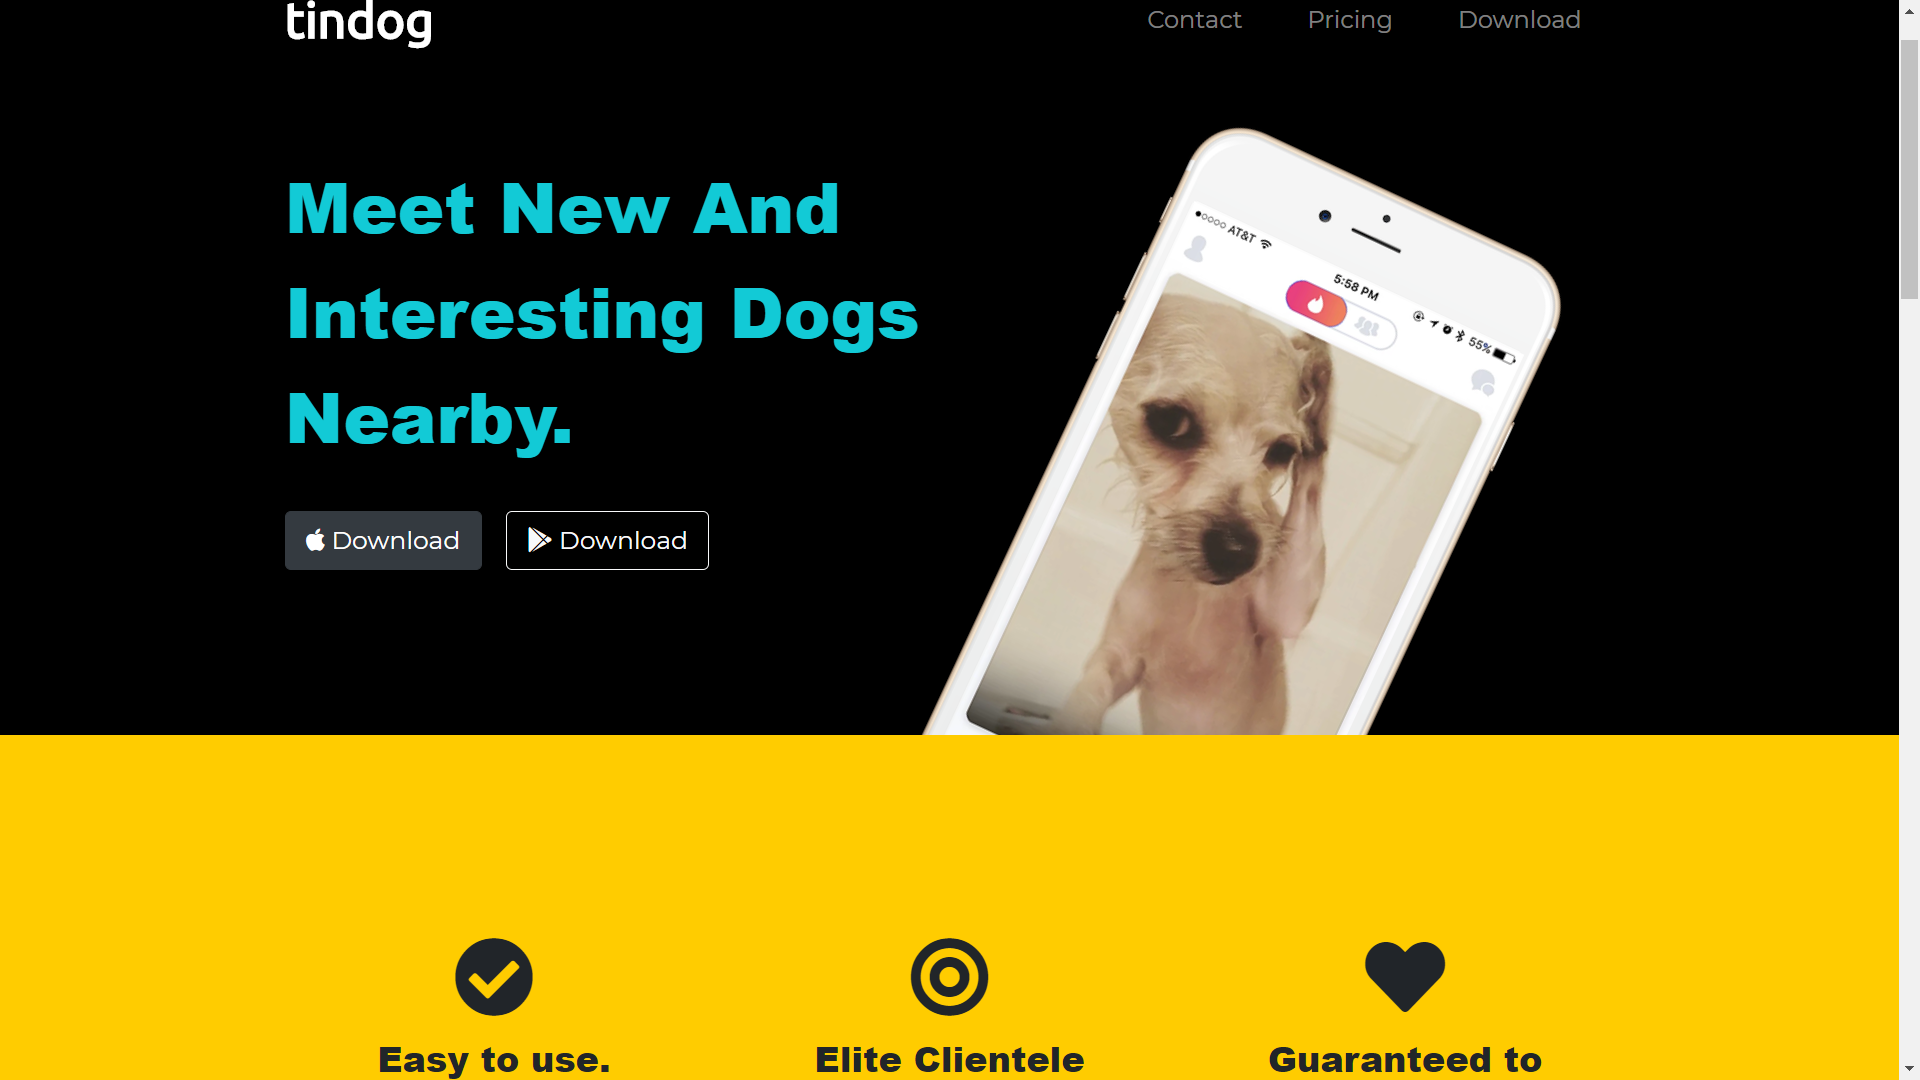 tindog
Contact
Pricing
Download
Meet New And
Interesting Dogs
Nearby.
Download
Download
AT&T
5:58 PM
55%
Easy to use.
Elite Clientele
Guaranteed to